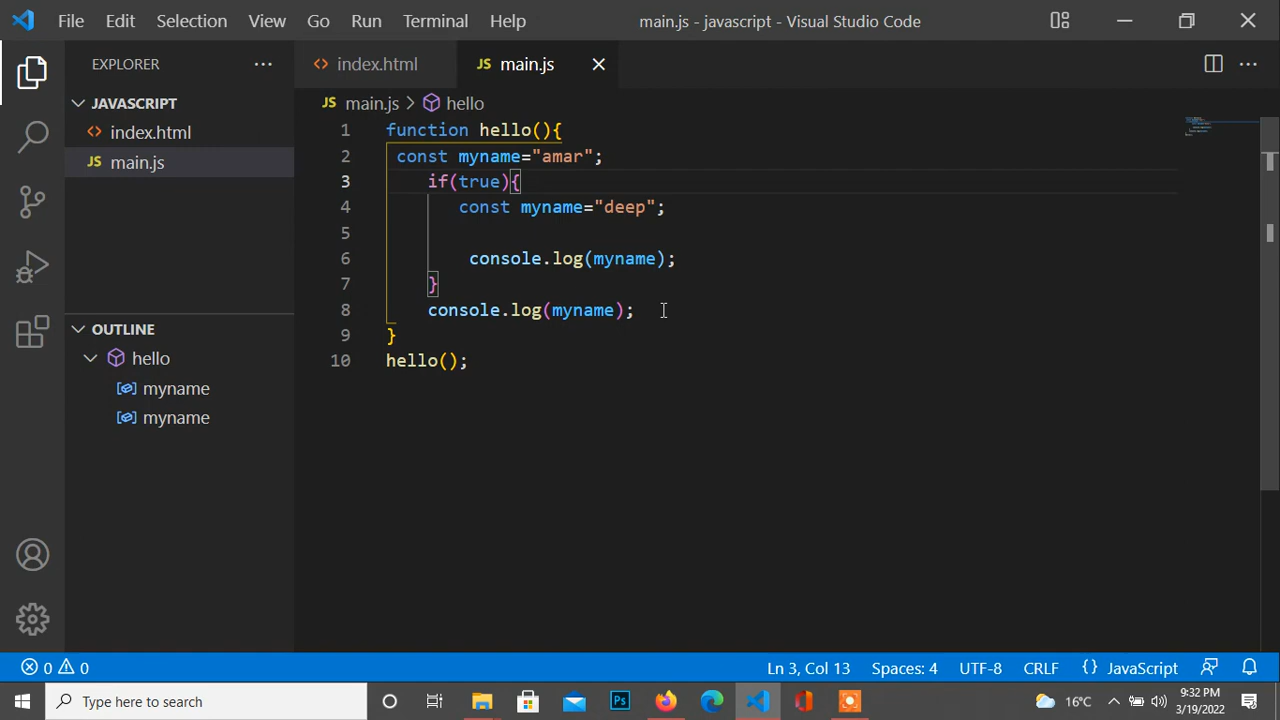 File Edit Selection View Go Run Terminal Help main.js - javascript - Visual Studio Code
EXPLORER
JAVASCRIPT
index.html
JS main.js
OUTLINE
hello
myname
myname
index.html JS main.js
JS main.js > hello
1 function hello(){
2 const myname="amar";
3 if(true){
4 const myname="deep";
5
6 console.log(myname);
7 }
8 console.log(myname);
9 }
10 hello();
0 0 Ln 3, Col 13 Spaces: 4 UTF-8 CRLF {} JavaScript
Type here to search Ps 16°C 9:32 PM
3/19/2022